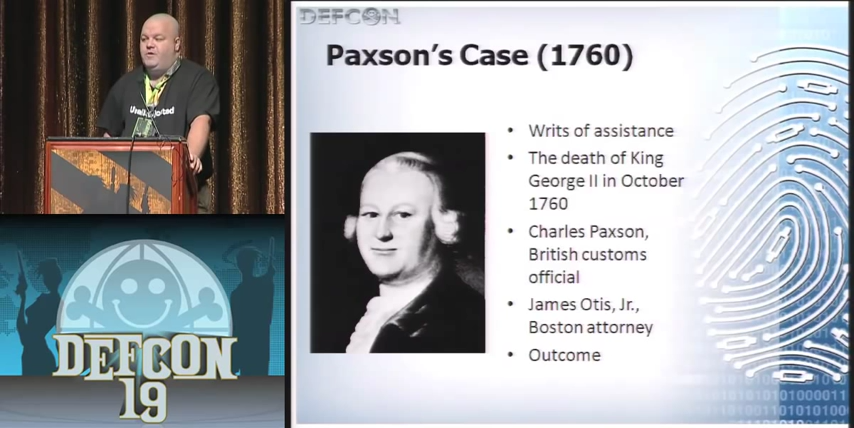 DEFCON
Paxson's Case (1760)
• Writs of assistance
• The death of King
George II in October
1760
• Charles Paxson,
British customs
official
• James Otis, Jr.,
Boston attorney
• Outcome
DEFCON
19